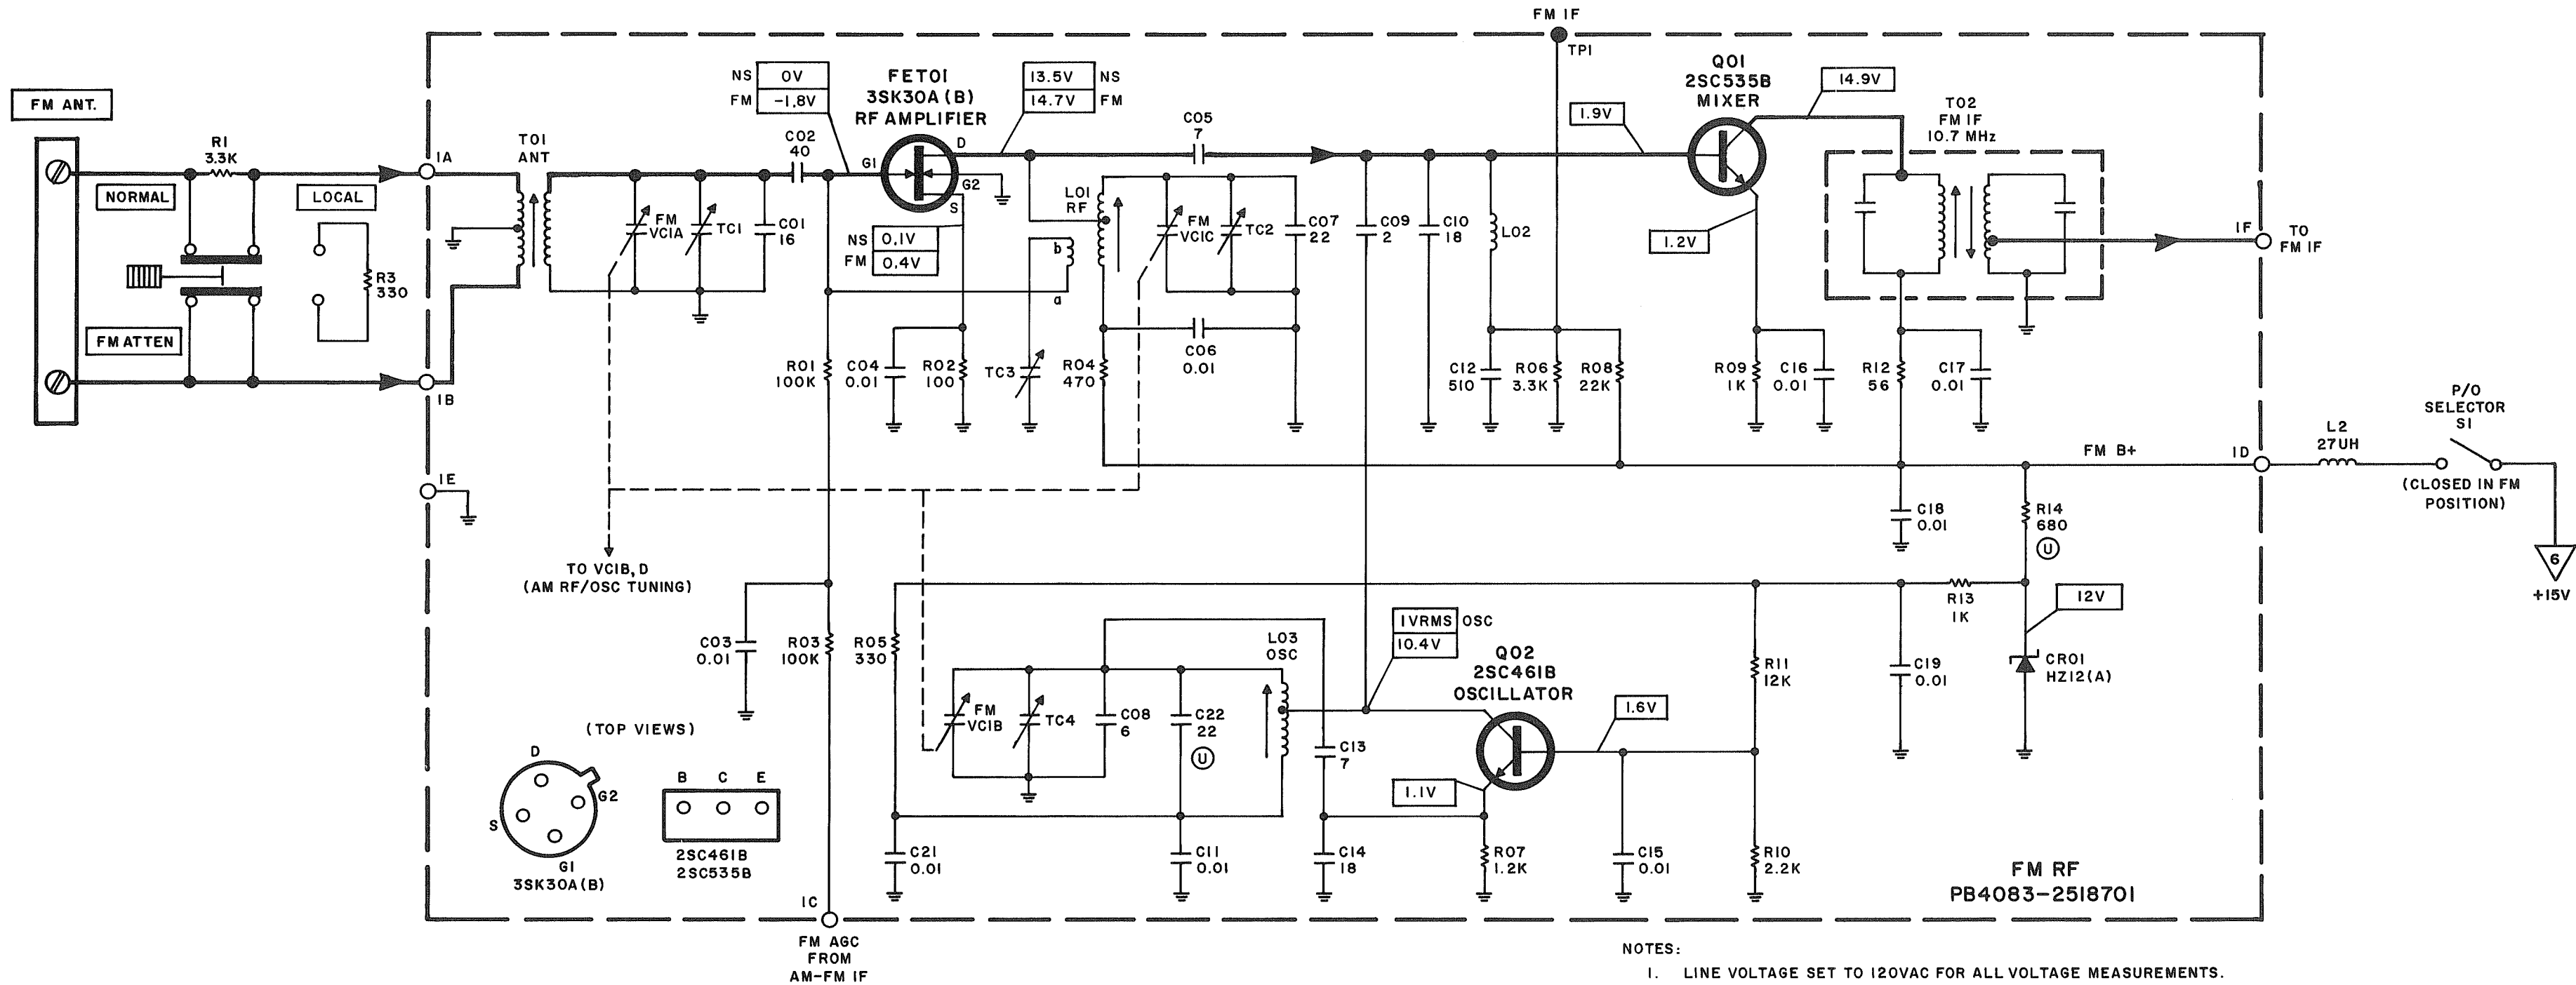 FM ANT.
R1
3.3K
NORMAL
LOCAL
R3
330
FM ATTEN
1A
1B
1E
T01
ANT
FM
VC1A
TC1
C01
16
C02
40
NS 0V
FM -1.8V
FET01
3SK30A(B)
RF AMPLIFIER
G1
D
G2
S
13.5V NS
14.7V FM
NS 0.1V
FM 0.4V
L01
RF
b
a
FM
VC1C
TC2
C07
22
C05
7
C06
0.01
C09
2
C10
18
L02
FM IF
TP1
1.9V
Q01
2SC535B
MIXER
14.9V
1.2V
T02
FM IF
10.7 MHz
1F
TO
FM IF
R01
100K
C04
0.01
R02
100
TC3
R04
470
C12
510
R06
3.3K
R08
22K
R09
1K
C16
0.01
R12
56
C17
0.01
FM B+
1D
L2
27UH
P/O
SELECTOR
S1
(CLOSED IN FM
POSITION)
6
+15V
C18
0.01
R14
680
U
TO VC1B,D
(AM RF/OSC TUNING)
C03
0.01
R03
100K
R05
330
FM
VC1B
TC4
C08
6
C22
22
U
L03
OSC
C13
7
1VRMS OSC
10.4V
Q02
2SC461B
OSCILLATOR
1.6V
1.1V
R11
12K
R13
1K
C19
0.01
12V
CR01
HZ12(A)
(TOP VIEWS)
D
G2
S
G1
3SK30A(B)
B C E
2SC461B
2SC535B
C21
0.01
C11
0.01
C14
18
R07
1.2K
C15
0.01
R10
2.2K
FM RF
PB4083-2518701
1C
FM AGC
FROM
AM-FM IF
NOTES:
1. LINE VOLTAGE SET TO 120VAC FOR ALL VOLTAGE MEASUREMENTS.